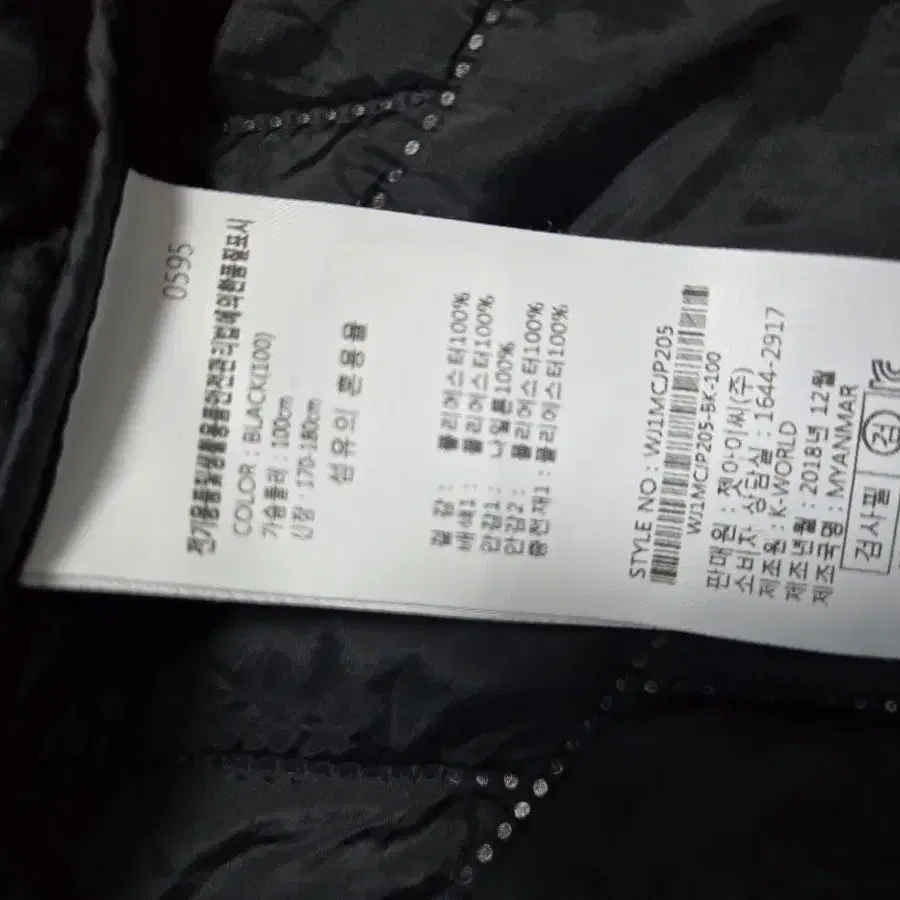 0595
전기용품및생활용품안전관리법에의한품질표시
COLOR : BLACK(100)
가슴둘레 : 100cm
신장 : 170-180cm
섬유의 혼용율
겉감 : 폴리에스터100%
배색1 : 폴리에스터100%
안감1 : 나일론100%
안감2 : 폴리에스터100%
충전재1 : 폴리에스터100%
STYLE NO : WJ1MCJP205
WJ1MCJP205-BK-100
판매원 : 젯아이씨(주)
소비자 상담실 : 1644-2917
제조원 : K-WORLD
제조년월 : 2018년 12월
제조국명 : MYANMAR
검사필 검